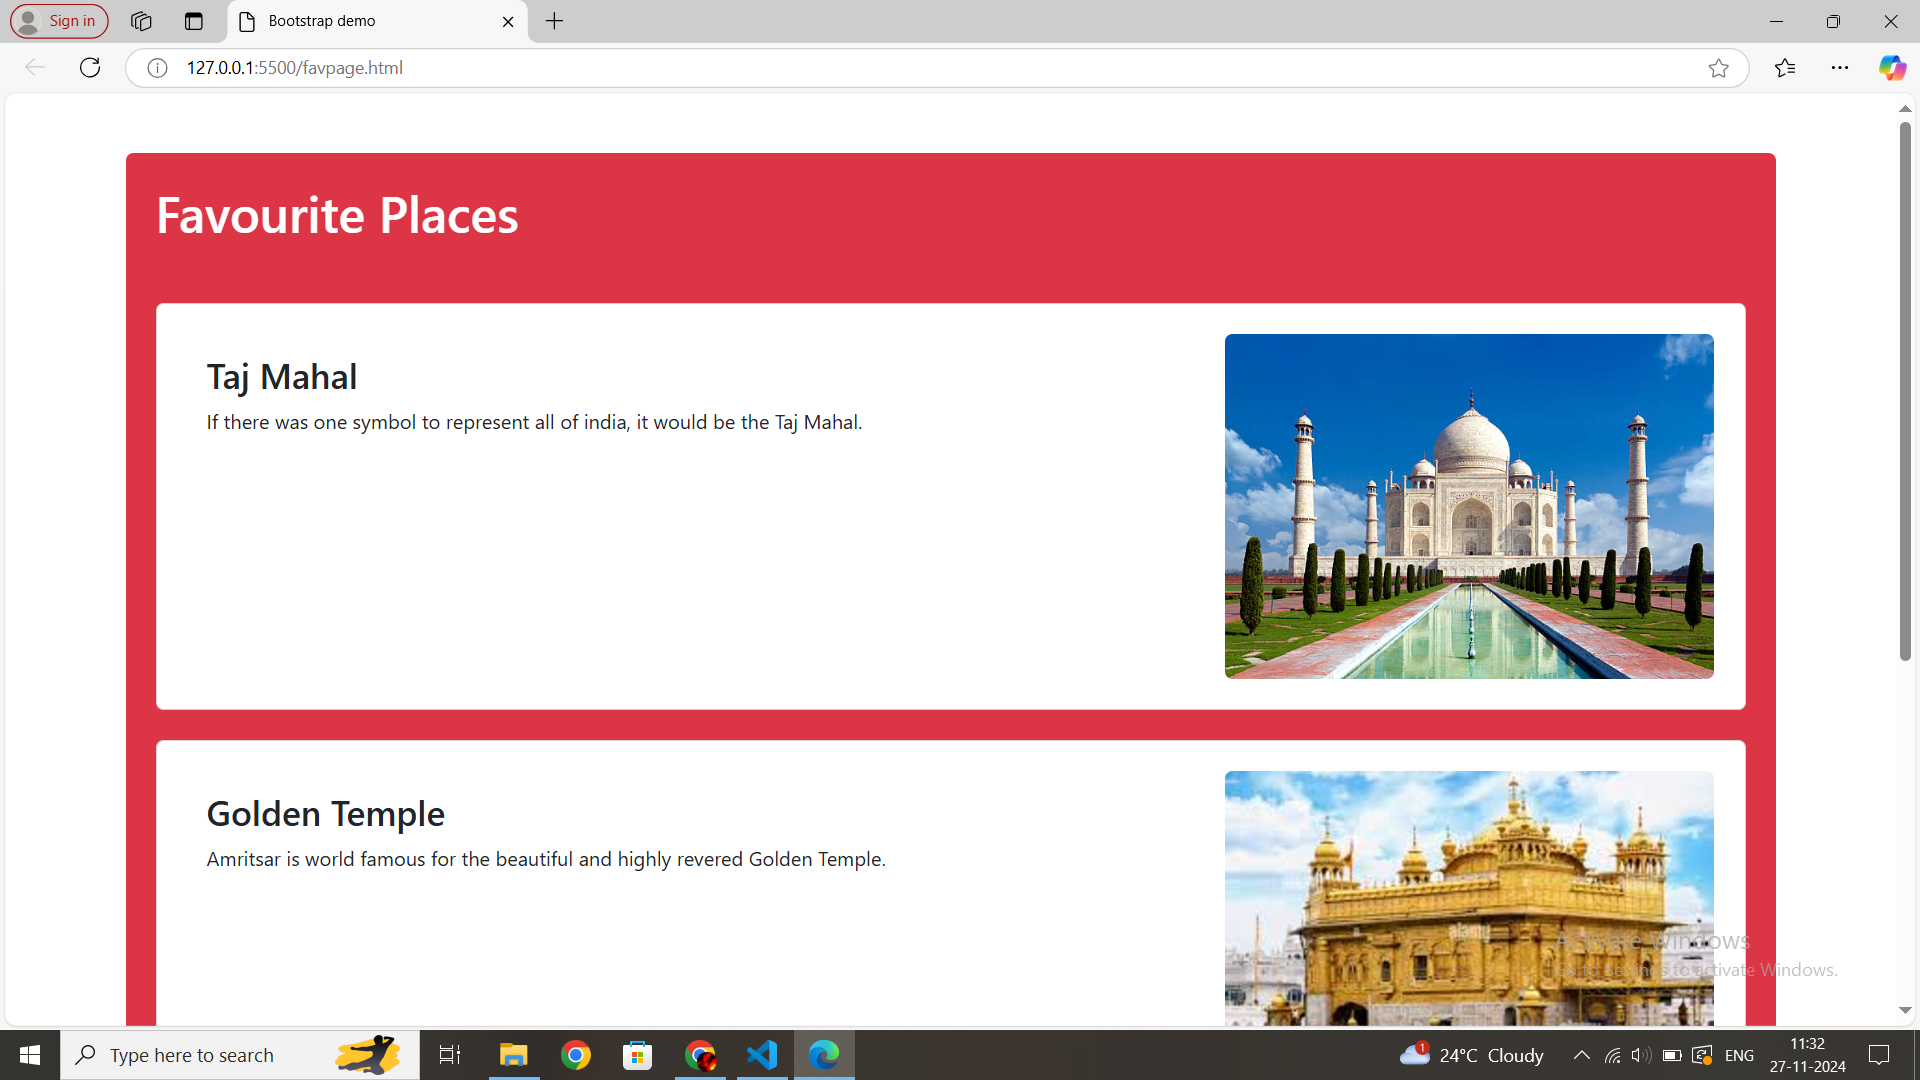 Sign in
Bootstrap demo
127.0.0.1:5500/favpage.html
Favourite Places
Taj Mahal
If there was one symbol to represent all of india, it would be the Taj Mahal.
Golden Temple
Amritsar is world famous for the beautiful and highly revered Golden Temple.
Activate Windows
Go to Settings to activate Windows.
Type here to search
1
24°C Cloudy
ENG
11:32
27-11-2024